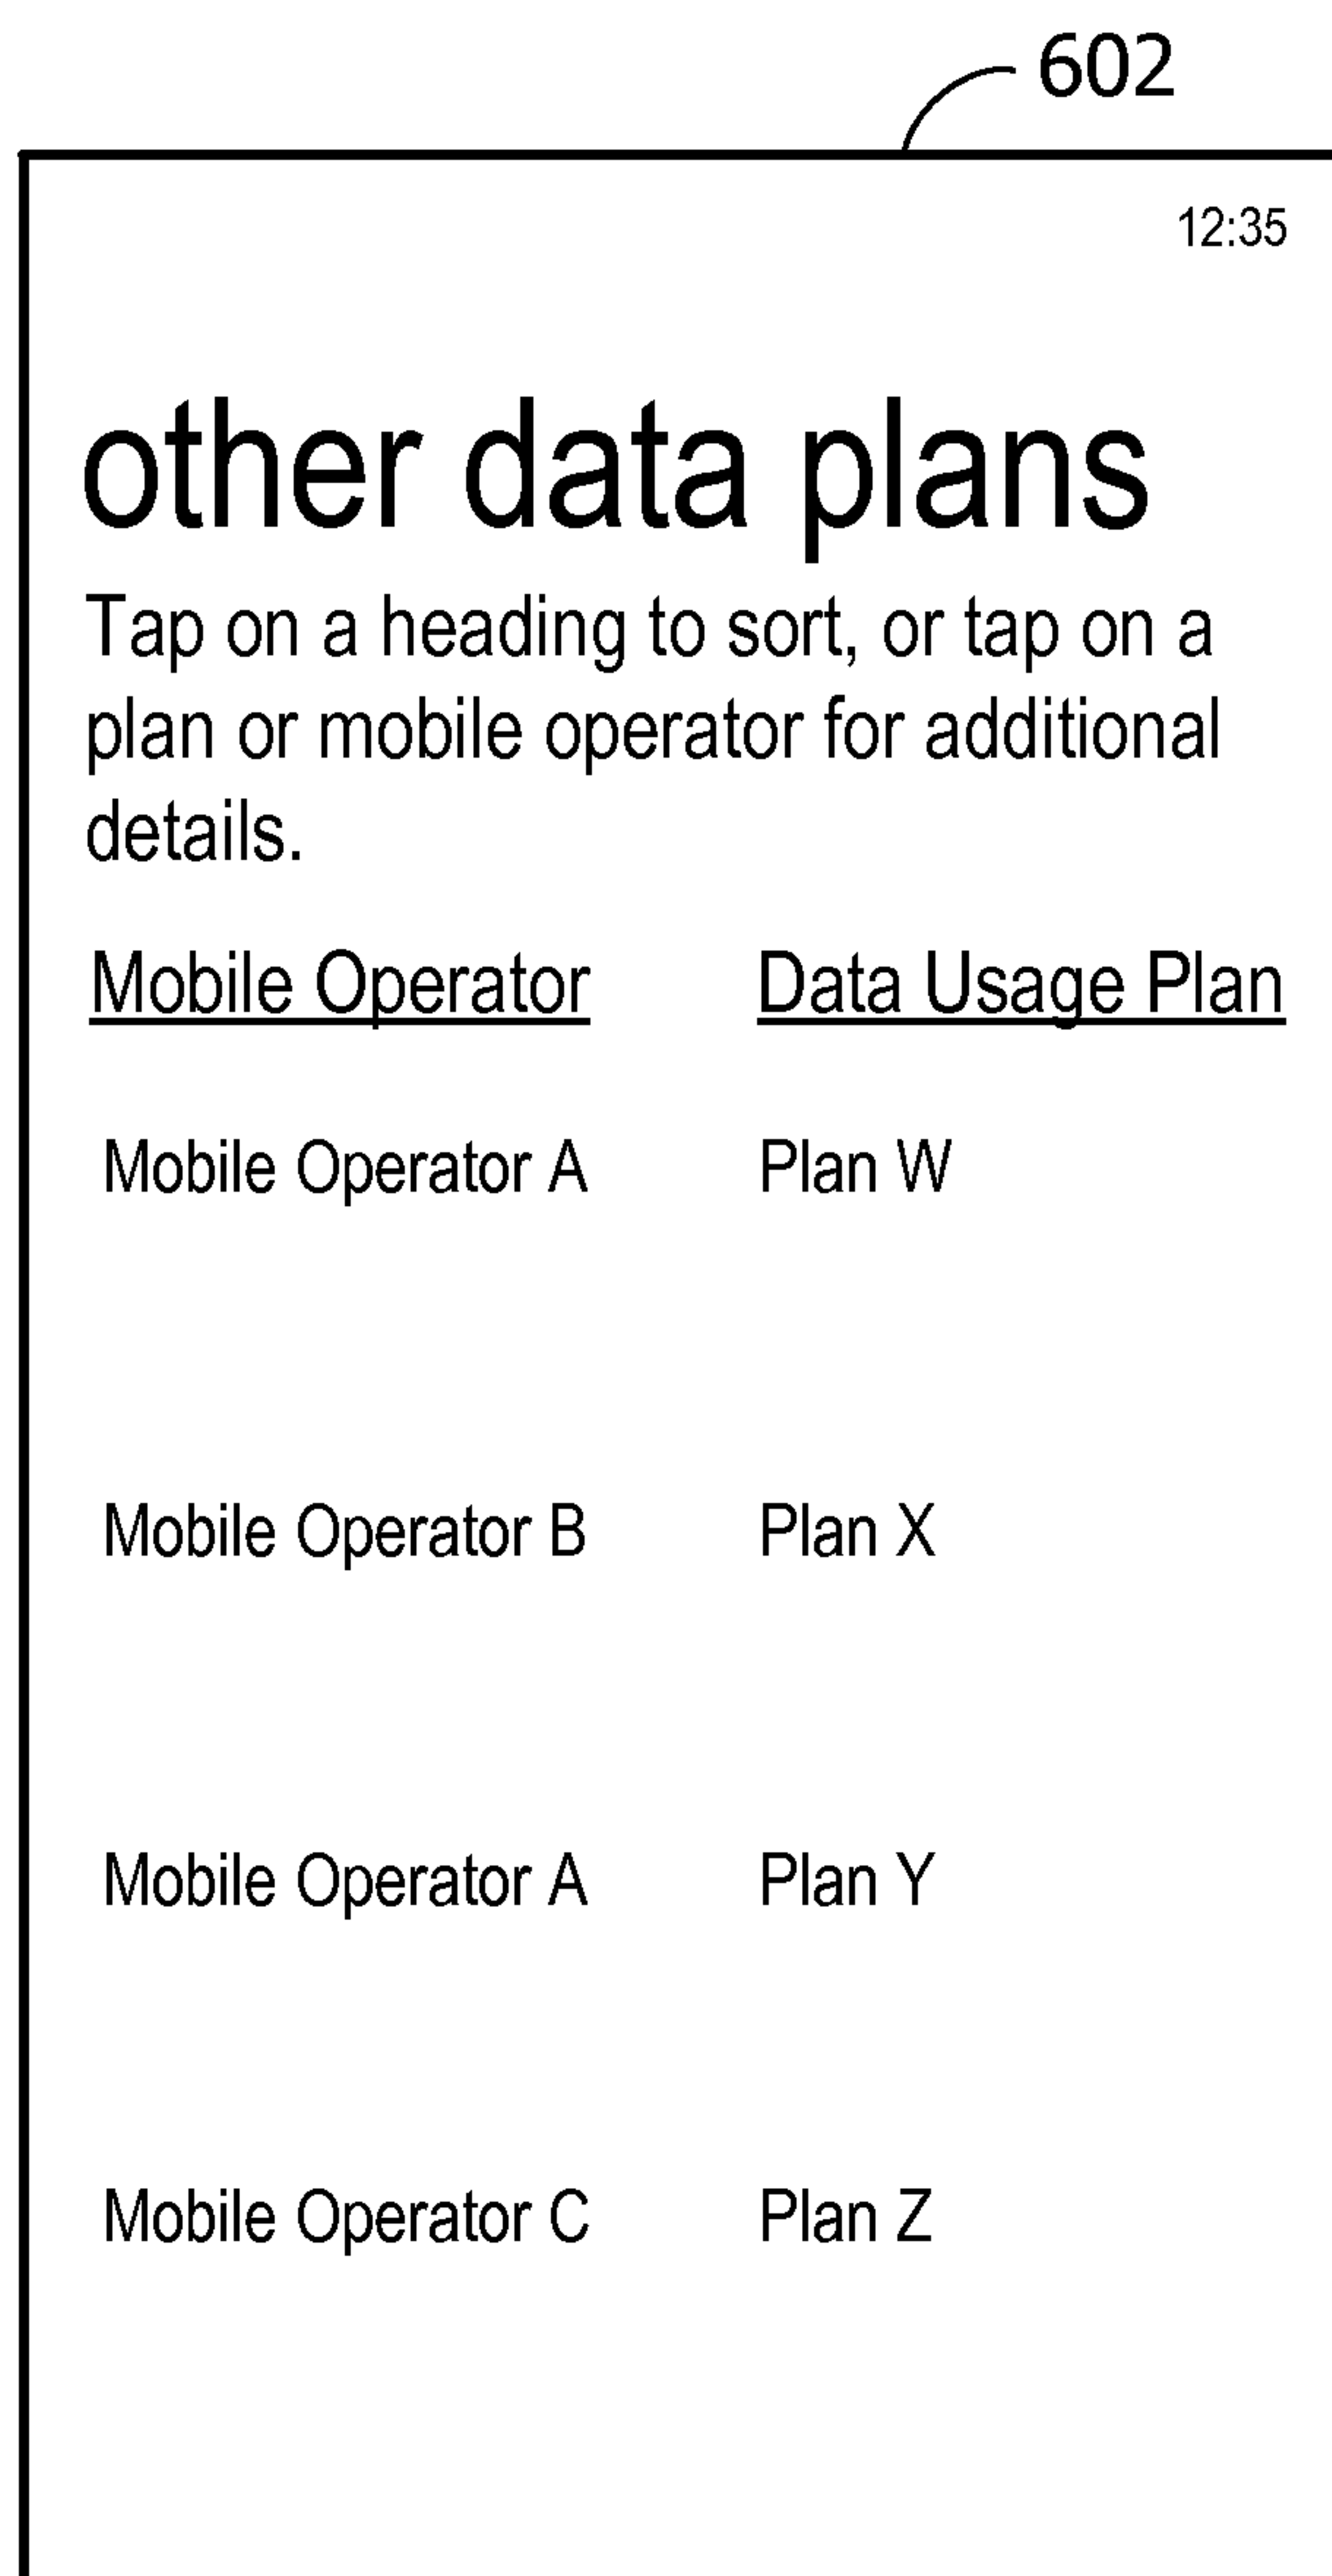 602
12:35
other data plans
Tap on a heading to sort, or tap on a
plan or mobile operator for additional
details.
Mobile Operator Data Usage Plan
Mobile Operator A Plan W
Mobile Operator B Plan X
Mobile Operator A Plan Y
Mobile Operator C Plan Z